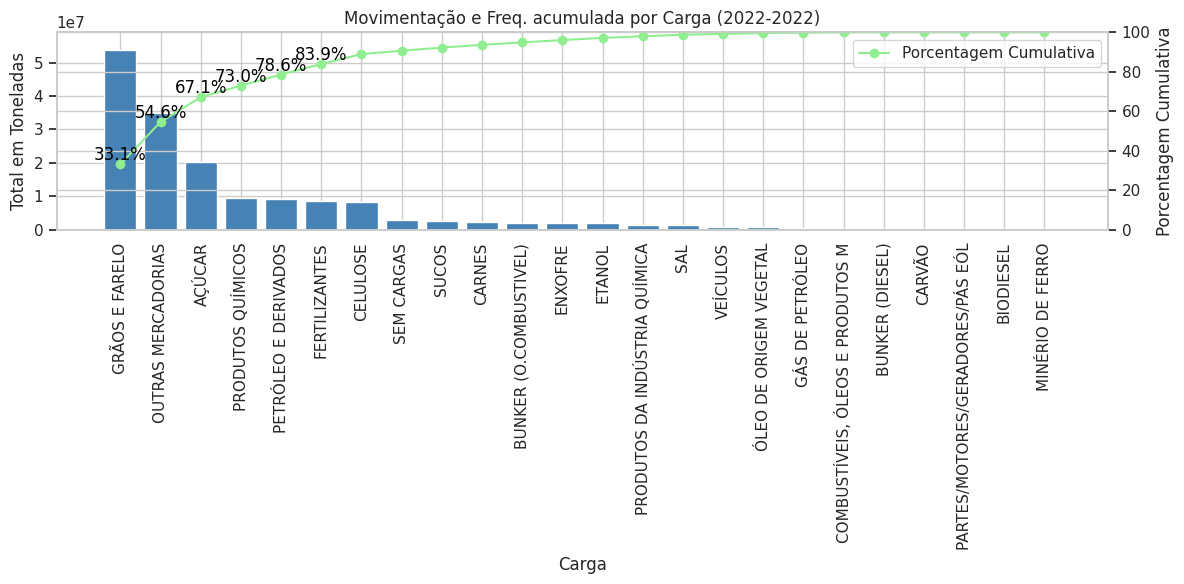 Movimentação e Freq. acumulada por Carga (2022-2022)
1e7
Porcentagem Cumulativa
Total em Toneladas
5
4
3
2
1
0
33.1%
54.6%
67.1%
73.0%
78.6%
83.9%
100
80
60
40
20
0
Porcentagem Cumulativa
GRÃOS E FARELO
OUTRAS MERCADORIAS
AÇÚCAR
PRODUTOS QUÍMICOS
PETRÓLEO E DERIVADOS
FERTILIZANTES
CELULOSE
SEM CARGAS
SUCOS
CARNES
BUNKER (O.COMBUSTIVEL)
ENXOFRE
ETANOL
PRODUTOS DA INDÚSTRIA QUÍMICA
SAL
VEÍCULOS
ÓLEO DE ORIGEM VEGETAL
GÁS DE PETRÓLEO
COMBUSTÍVEIS, ÓLEOS E PRODUTOS M
BUNKER (DIESEL)
CARVÃO
PARTES/MOTORES/GERADORES/PÁS EÓL
BIODIESEL
MINÉRIO DE FERRO
Carga